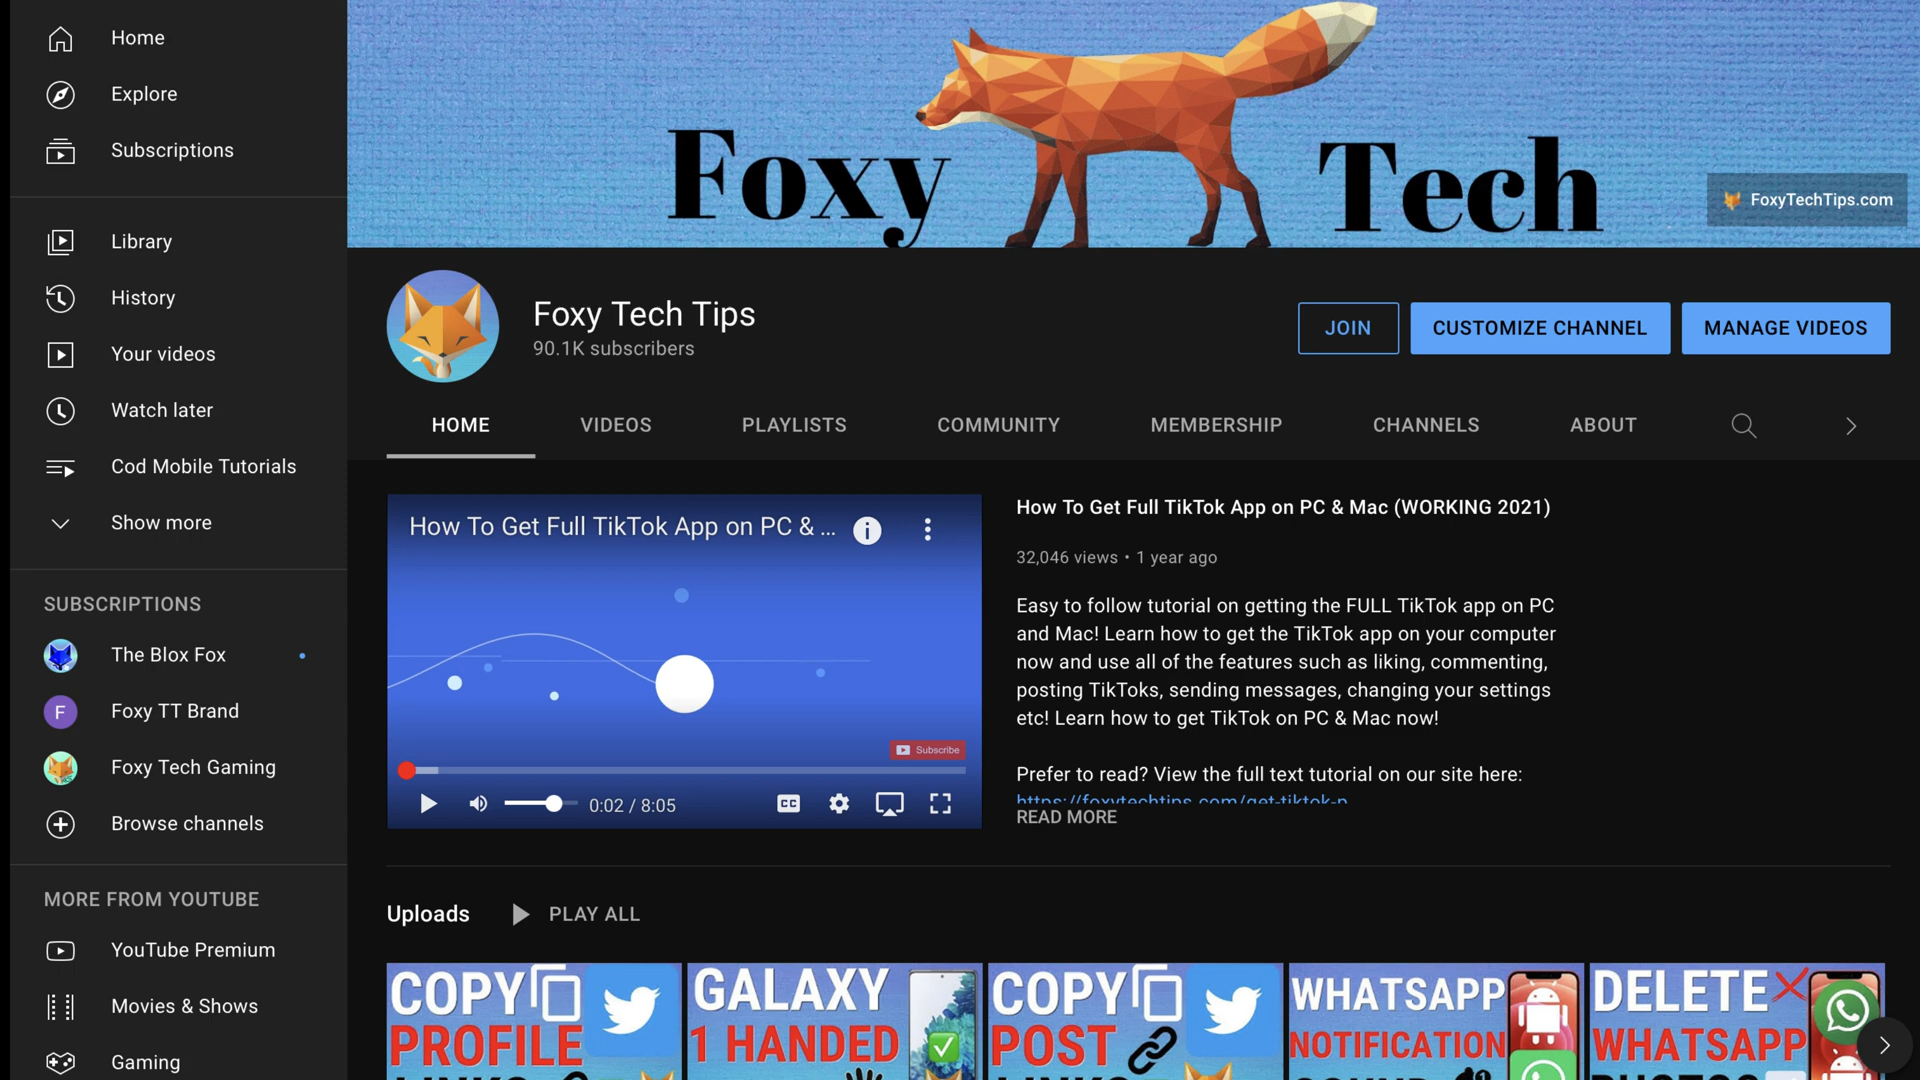 Home
Explore
Subscriptions
Library
History
Your videos
Watch later
Cod Mobile Tutorials
Show more
SUBSCRIPTIONS
The Blox Fox
F
Foxy TT Brand
Foxy Tech Gaming
Browse channels
MORE FROM YOUTUBE
YouTube Premium
Movies & Shows
Gaming
Foxy Tech
FoxyTechTips.com
Foxy Tech Tips
90.1K subscribers
JOIN
CUSTOMIZE CHANNEL
MANAGE VIDEOS
HOME
VIDEOS
PLAYLISTS
COMMUNITY
MEMBERSHIP
CHANNELS
ABOUT
How To Get Full TikTok App on PC & ...
Subscribe
0:02 / 8:05
CC
How To Get Full TikTok App on PC & Mac (WORKING 2021)
32,046 views • 1 year ago
Easy to follow tutorial on getting the FULL TikTok app on PC
and Mac! Learn how to get the TikTok app on your computer
now and use all of the features such as liking, commenting,
posting TikToks, sending messages, changing your settings
etc! Learn how to get TikTok on PC & Mac now!
Prefer to read? View the full text tutorial on our site here:
https://foxytechtips.com/get-tiktok-p
READ MORE
Uploads
PLAY ALL
COPY
PROFILE
GALAXY
1 HANDED
COPY
POST
WHATSAPP
NOTIFICATION
DELETE
WHATSAPP